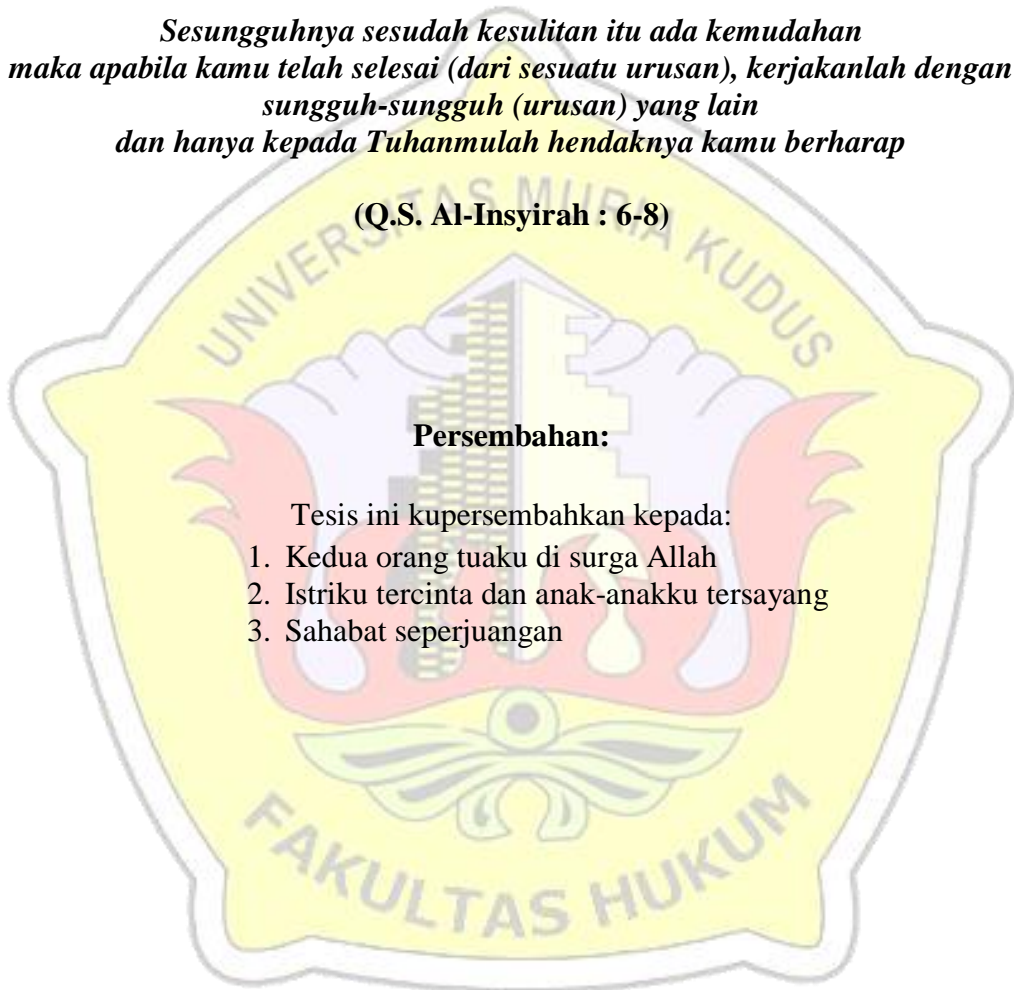 Sesungguhnya sesudah kesulitan itu ada kemudahan
maka apabila kamu telah selesai (dari sesuatu urusan), kerjakanlah dengan
sungguh-sungguh (urusan) yang lain
dan hanya kepada Tuhanmulah hendaknya kamu berharap
(Q.S. Al-Insyirah : 6-8)
UNIVERSITAS MURIA KUDUS
Persembahan:
Tesis ini kupersembahkan kepada:
1. Kedua orang tuaku di surga Allah
2. Istriku tercinta dan anak-anakku tersayang
3. Sahabat seperjuangan
FAKULTAS HUKUM